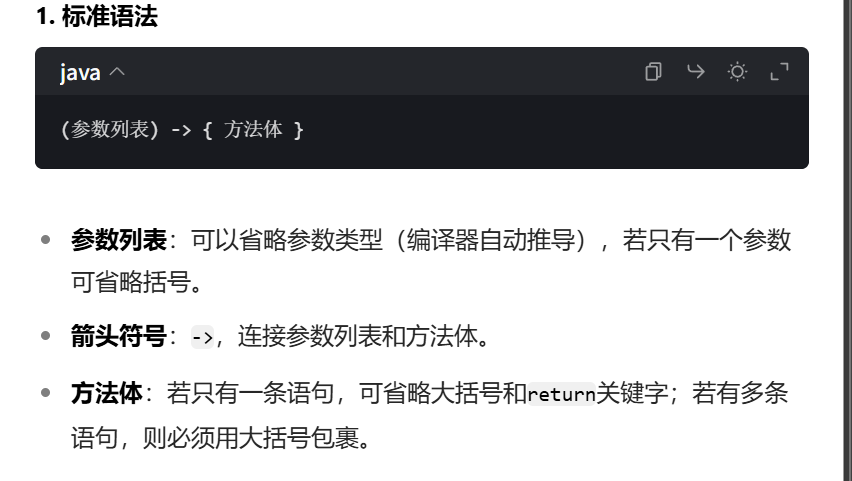 1. 标准语法
java
(参数列表) -> { 方法体 }
参数列表：可以省略参数类型（编译器自动推导），若只有一个参数
可省略括号。
箭头符号：->，连接参数列表和方法体。
方法体：若只有一条语句，可省略大括号和return关键字；若有多条
语句，则必须用大括号包裹。